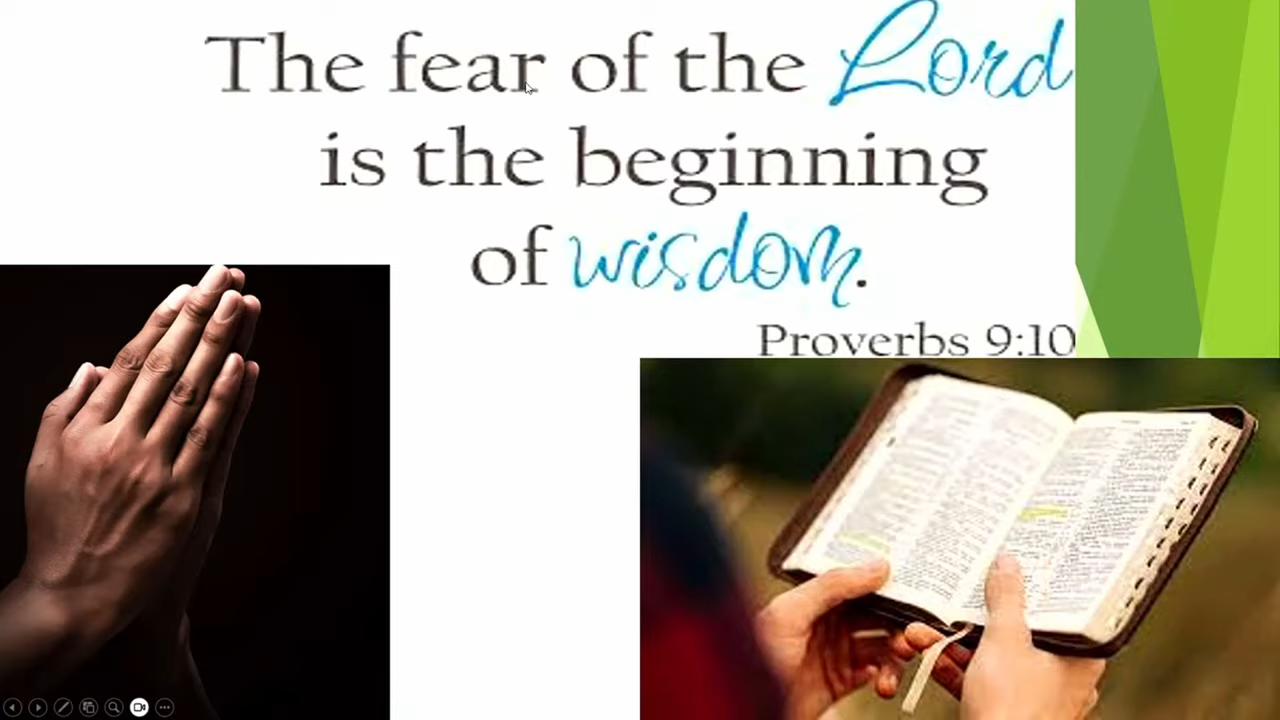 The fear of the Lord
is the beginning
of wisdom.
Proverbs 9:10